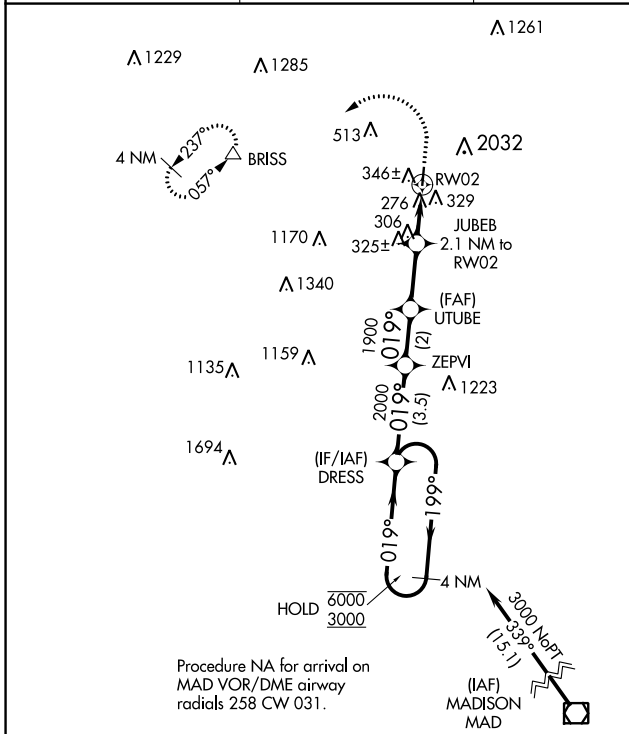 1261
1229
1285
513
2032
237°
4 NM
057°
BRISS
346±
RW02
276
329
306
325±
JUBEB
2.1 NM to
RW02
1170
1340
(FAF)
UTUBE
1900
019°
(2)
1159
1135
ZEPVI
1223
2000
019°
(3.5)
1694
(IF/IAF)
DRESS
019°
199°
4 NM
HOLD
6000
3000
3000 NoPT
339°
(15.1)
Procedure NA for arrival on
MAD VOR/DME airway
radials 258 CW 031.
(IAF)
MADISON
MAD